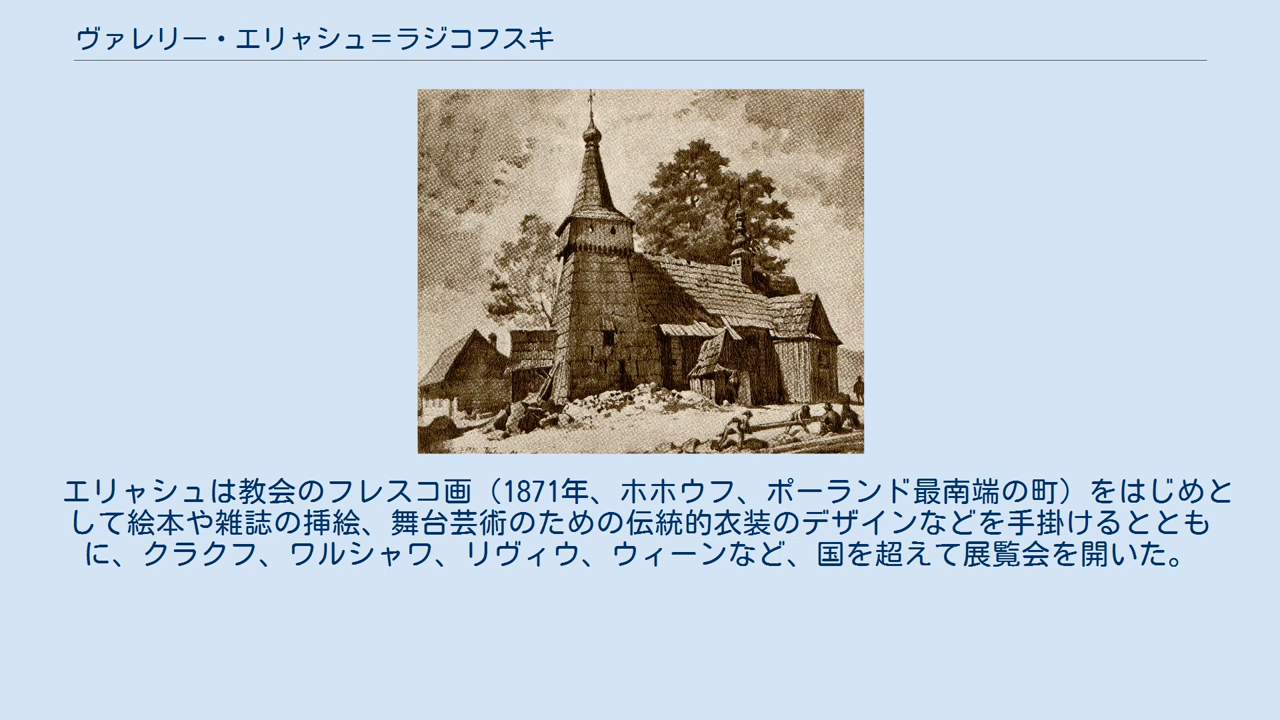 ヴァレリー・エリャシュ＝ラジコフスキ
エリャシュは教会のフレスコ画（1871年、ホホウフ、ポーランド最南端の町）をはじめと
して絵本や雑誌の挿絵、舞台芸術のための伝統的衣装のデザインなどを手掛けるととも
に、クラクフ、ワルシャワ、リヴィウ、ウィーンなど、国を超えて展覧会を開いた。